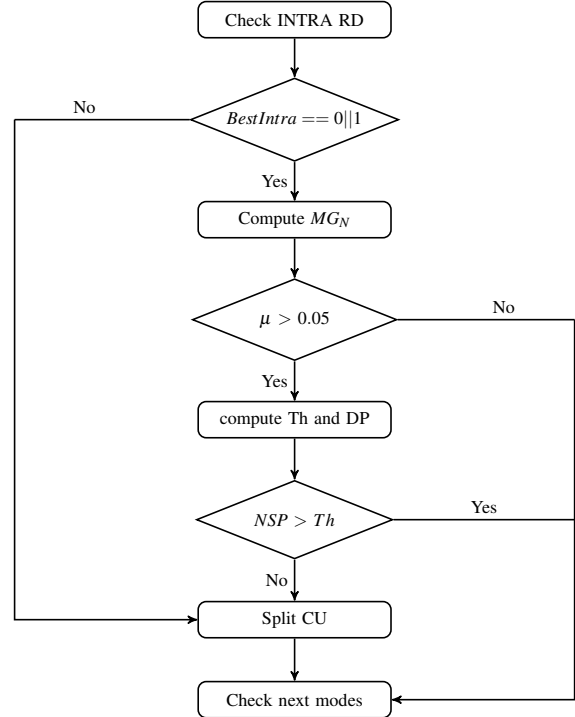 Check INTRA RD
No
BestIntra == 0||1
Yes
Compute MG_N
μ > 0.05
No
Yes
compute Th and DP
NSP > Th
Yes
No
Split CU
Check next modes